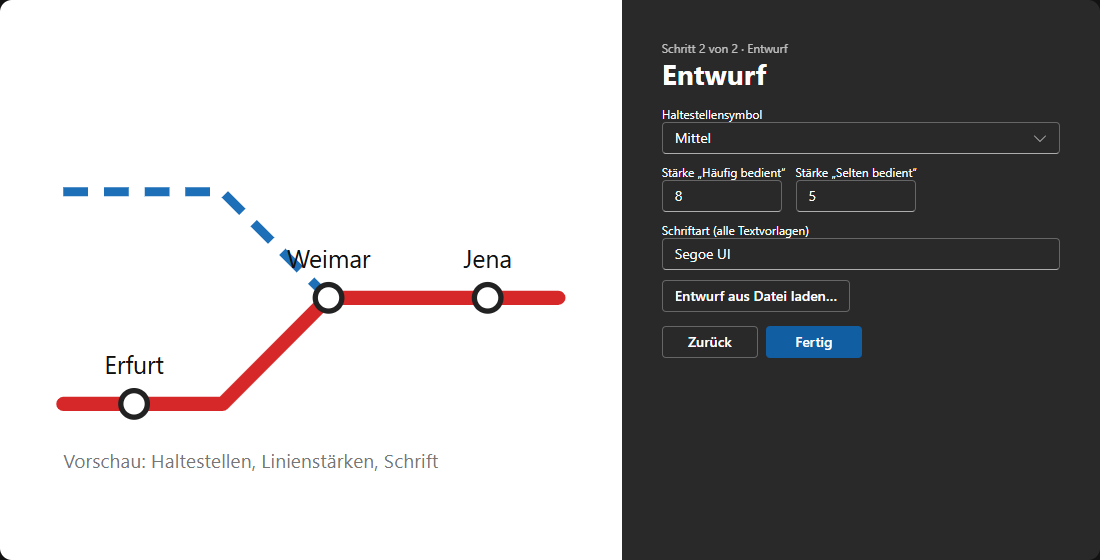 Weimar
Jena
Erfurt
Vorschau: Haltestellen, Linienstärken, Schrift
Schritt 2 von 2 · Entwurf
Entwurf
Haltestellensymbol
Mittel
Stärke „Häufig bedient“ Stärke „Selten bedient“
8 5
Schriftart (alle Textvorlagen)
Segoe UI
Entwurf aus Datei laden...
Zurück Fertig